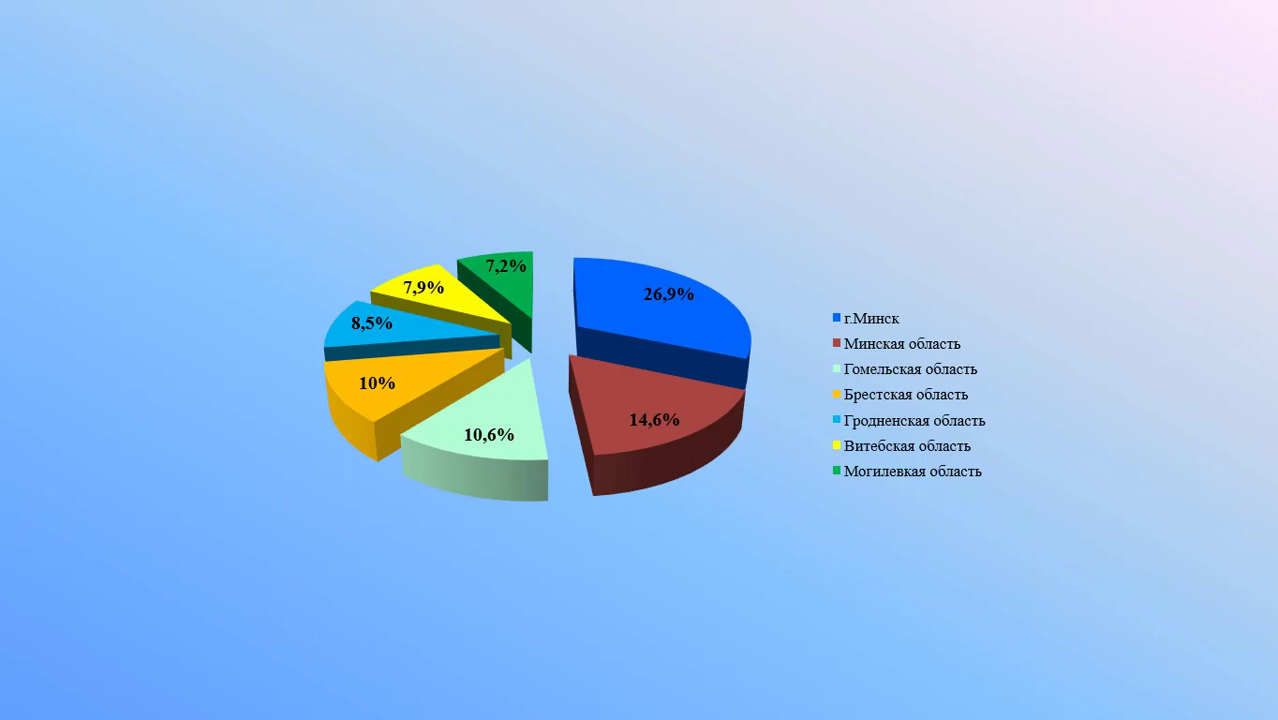 7,2%
7,9%
26,9%
8,5%
10%
14,6%
10,6%
г.Минск
Минская область
Гомельская область
Брестская область
Гродненская область
Витебская область
Могилевкая область